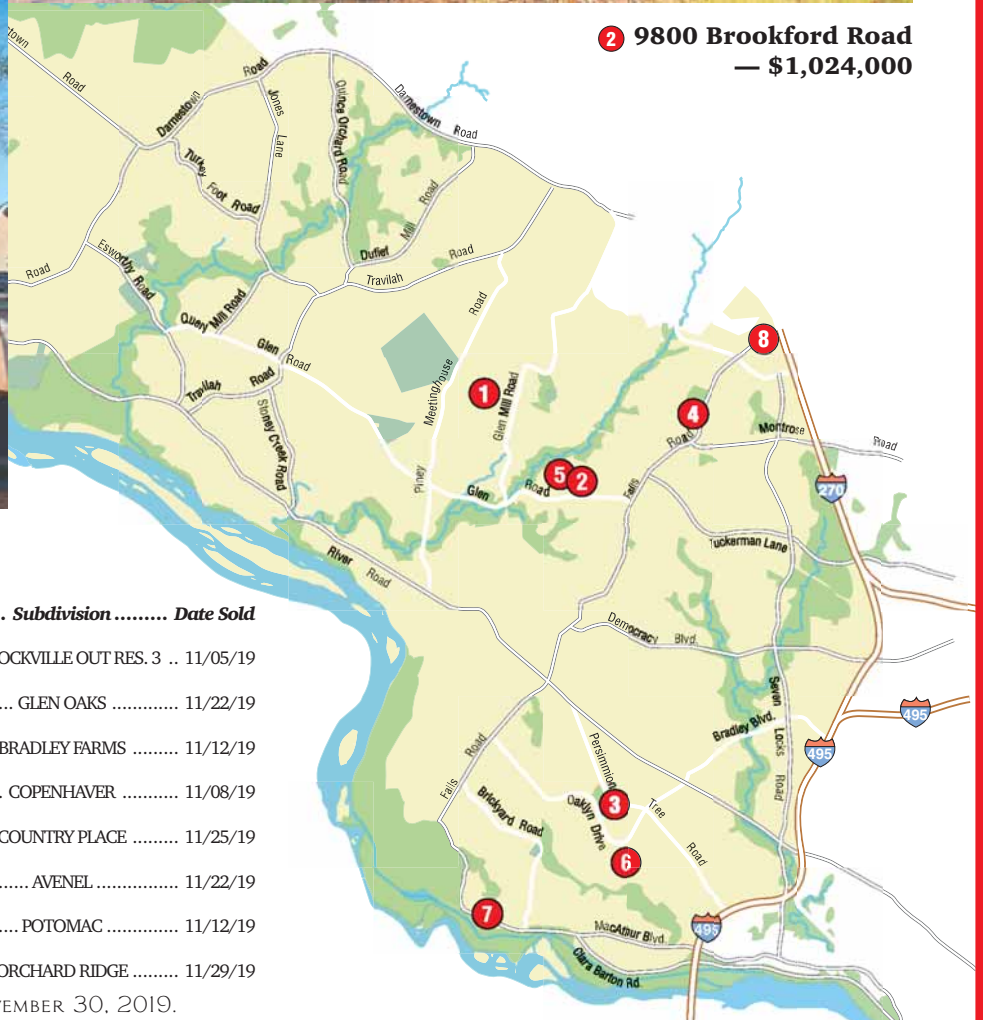 2 9800 Brookford Road
— $1,024,000
town
Road
Darnestown
Road
Jones
Lane
Quince Orchard Road
Darnestown Road
Turkey
Foot Road
Road
Esworthy Road
Dufief
Mill
Road
Travilah
Road
Query Mill Road
Glen
Road
Travilah
Road
Stoney Creek Road
Piney
Meetinghouse
Road
1
Glen Mill Road
8
4
Road
Montrose
Road
5 2
Glen
Road
Falls
270
Tuckerman Lane
River
Road
Democracy Blvd.
Seven
Locks
Road
Bradley Blvd.
495
495
Falls
Road
Persimmion
Tree
Road
3
Oaklyn Drive
Brickyard Road
6
7
MacArthur Blvd.
495
Clara Barton Rd.
. Subdivision ......... Date Sold
OCKVILLE OUT RES. 3 .. 11/05/19
... GLEN OAKS ............. 11/22/19
BRADLEY FARMS ......... 11/12/19
. COPENHAVER ........... 11/08/19
COUNTRY PLACE ......... 11/25/19
...... AVENEL ................ 11/22/19
.... POTOMAC .............. 11/12/19
ORCHARD RIDGE ......... 11/29/19
EMBER 30, 2019.